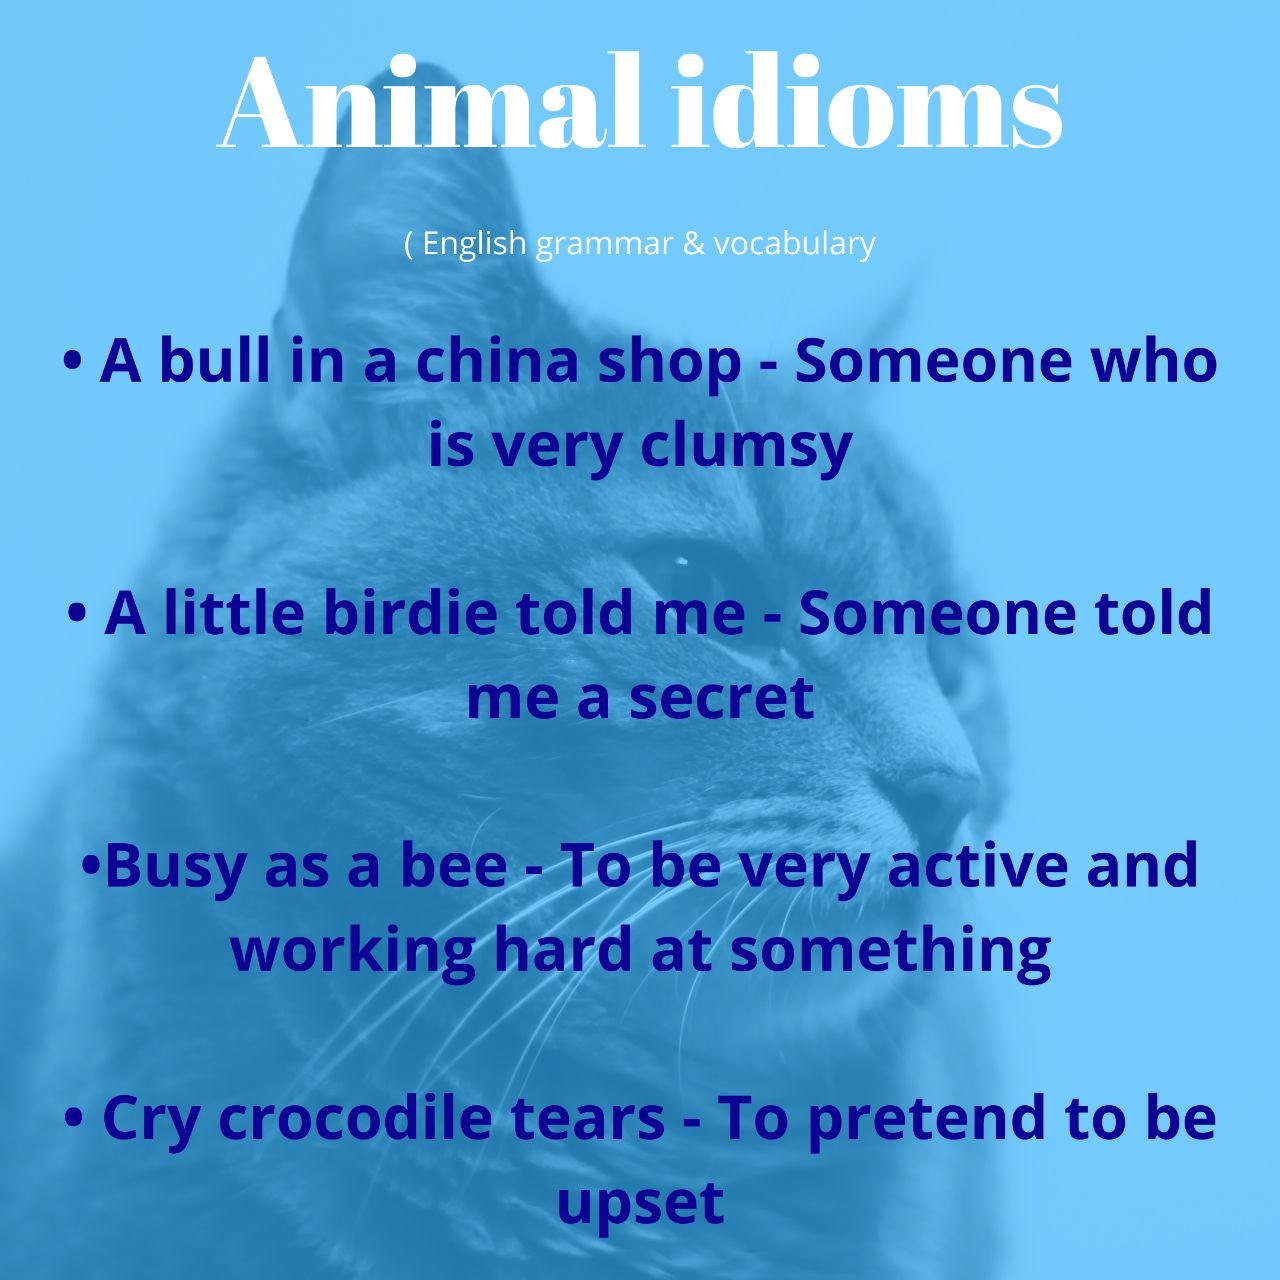 Animal idioms
( English grammar & vocabulary
• A bull in a china shop - Someone who
is very clumsy
• A little birdie told me - Someone told
me a secret
•Busy as a bee - To be very active and
working hard at something
• Cry crocodile tears - To pretend to be
upset